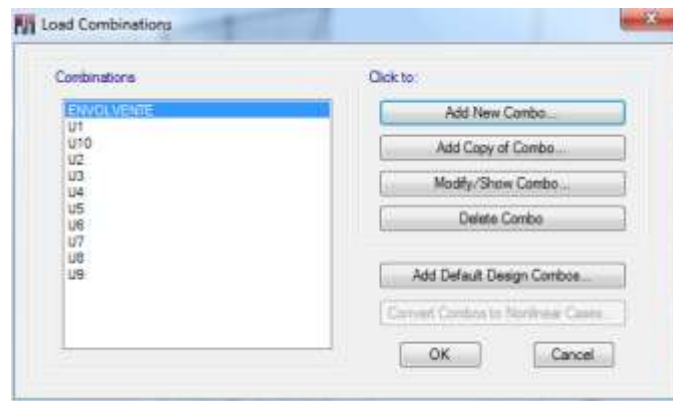 Load Combinations
Combinations
ENVOLVENTE
U1
U10
U2
U3
U4
U5
U6
U7
U8
U9
Click to:
Add New Combo...
Add Copy of Combo...
Modify/Show Combo...
Delete Combo
Add Default Design Combos...
Convert Combos to Nonlinear Cases...
OK
Cancel